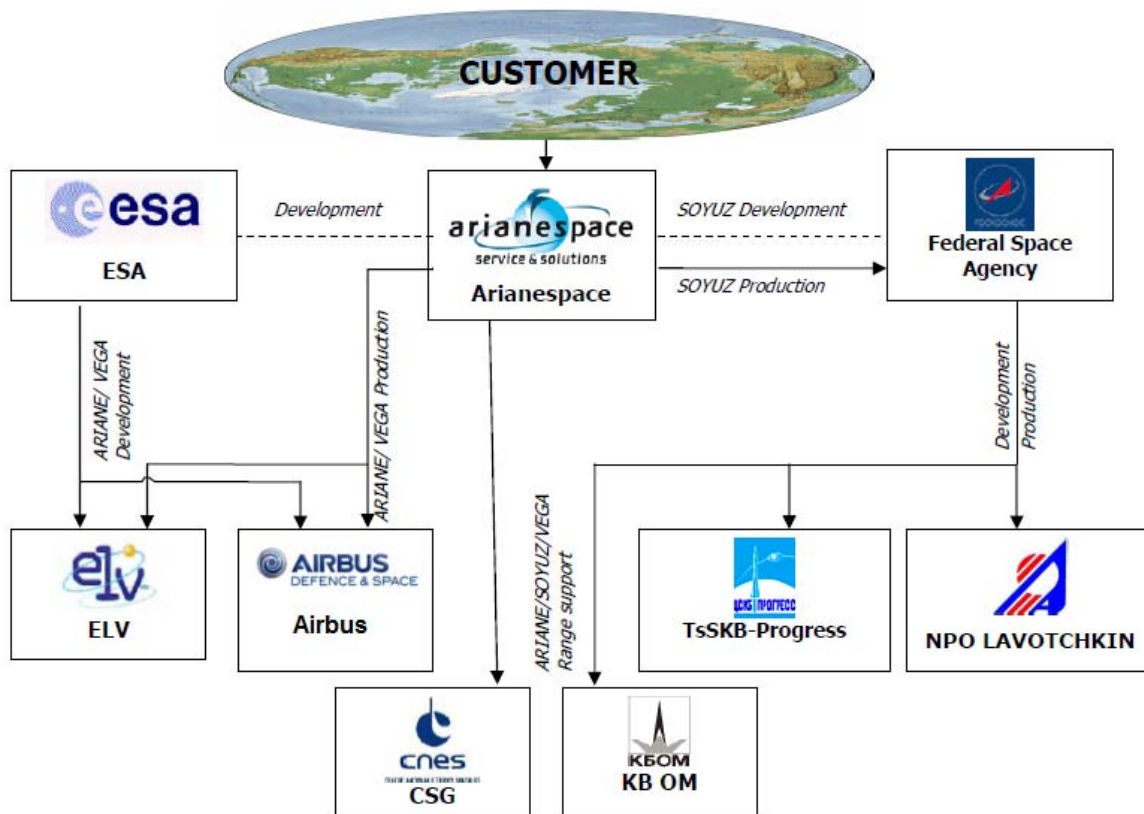 CUSTOMER
esa
ESA
Development
arianespace
service & solutions
Arianespace
SOYUZ Development
SOYUZ Production
Federal Space
Agency
ARIANE/ VEGA
Development
ARIANE/ VEGA Production
Development
Production
elv
ELV
AIRBUS
DEFENCE & SPACE
Airbus
ARIANE/SOYUZ/VEGA
Range support
ЦСКБ ПРОГРЕСС
TsSKB-Progress
NPO LAVOTCHKIN
cnes
CSG
КБОМ
KB OM